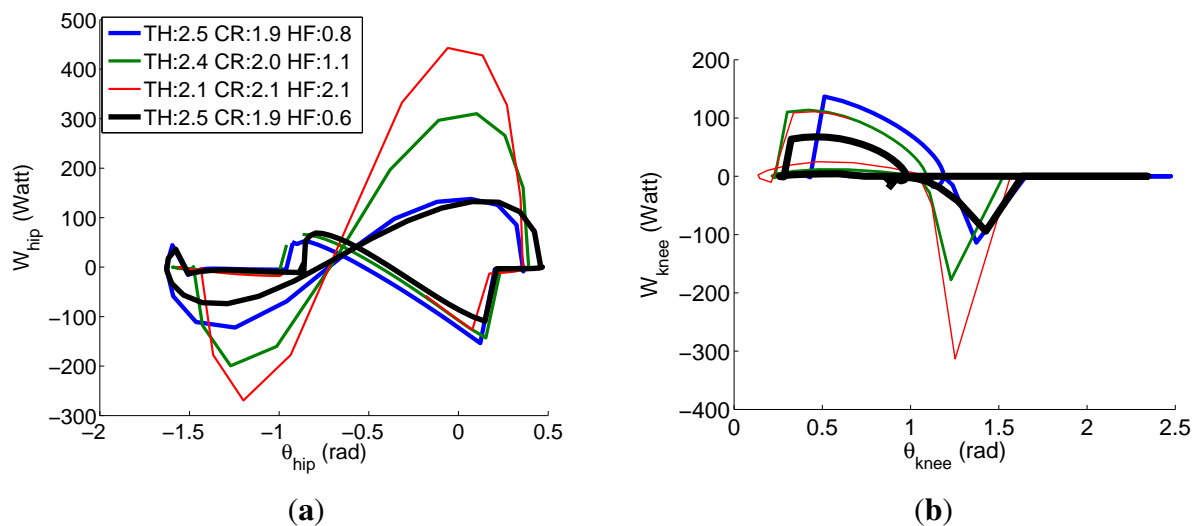 500
400
300
200
100
0
−100
−200
−300
W_hip (Watt)
−2
−1.5
−1
−0.5
0
0.5
θ_hip (rad)
TH:2.5 CR:1.9 HF:0.8
TH:2.4 CR:2.0 HF:1.1
TH:2.1 CR:2.1 HF:2.1
TH:2.5 CR:1.9 HF:0.6
(a)
200
100
0
−100
−200
−300
−400
W_knee (Watt)
0
0.5
1
1.5
2
2.5
θ_knee (rad)
(b)